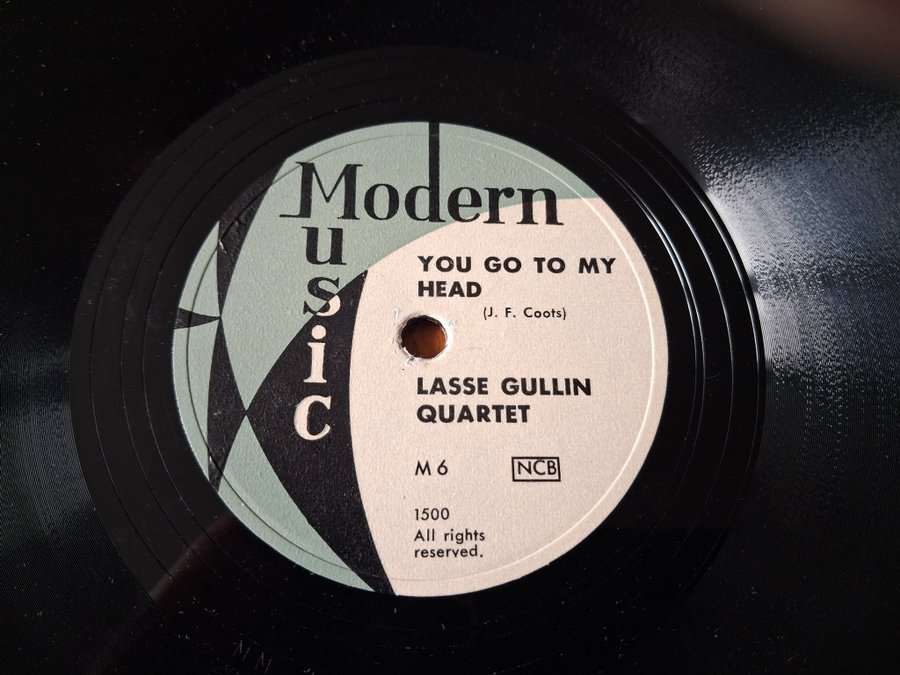 Modern
Music
YOU GO TO MY
HEAD
(J. F. Coots)
LASSE GULLIN
QUARTET
M 6 NCB
1500
All rights
reserved.